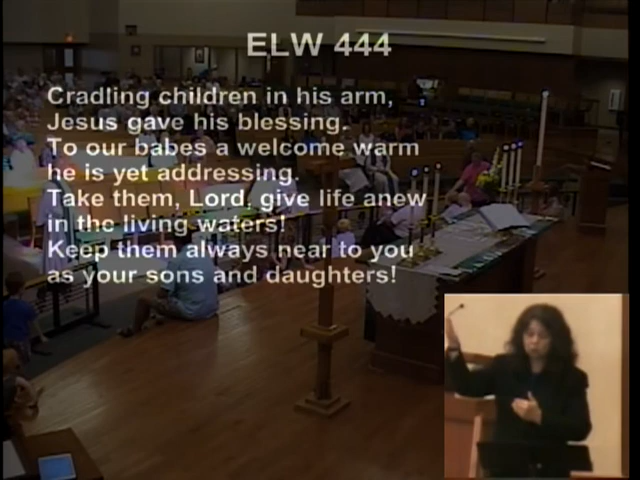 ELW 444
Cradling children in his arm,
Jesus gave his blessing.
To our babes a welcome warm
he is yet addressing.
Take them, Lord, give life anew
in the living waters!
Keep them always near to you
as your sons and daughters!